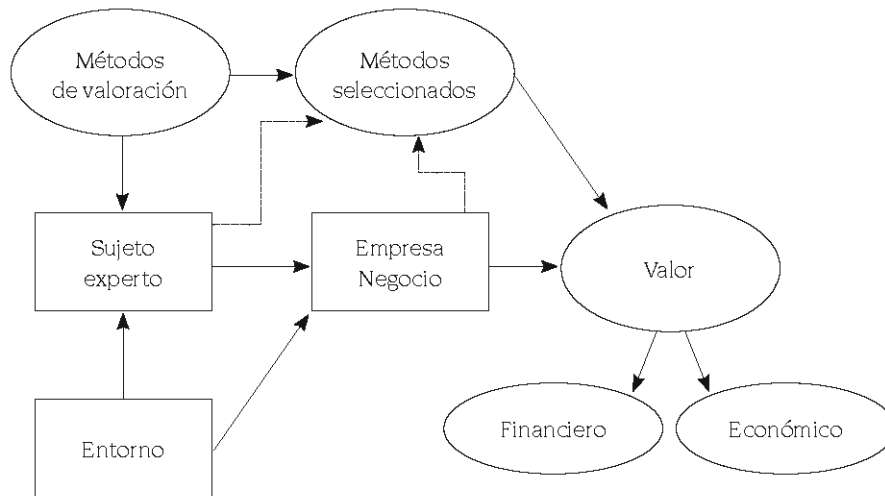 Métodos
de valoración
Métodos
seleccionados
Sujeto
experto
Empresa
Negocio
Valor
Entorno
Financiero
Económico